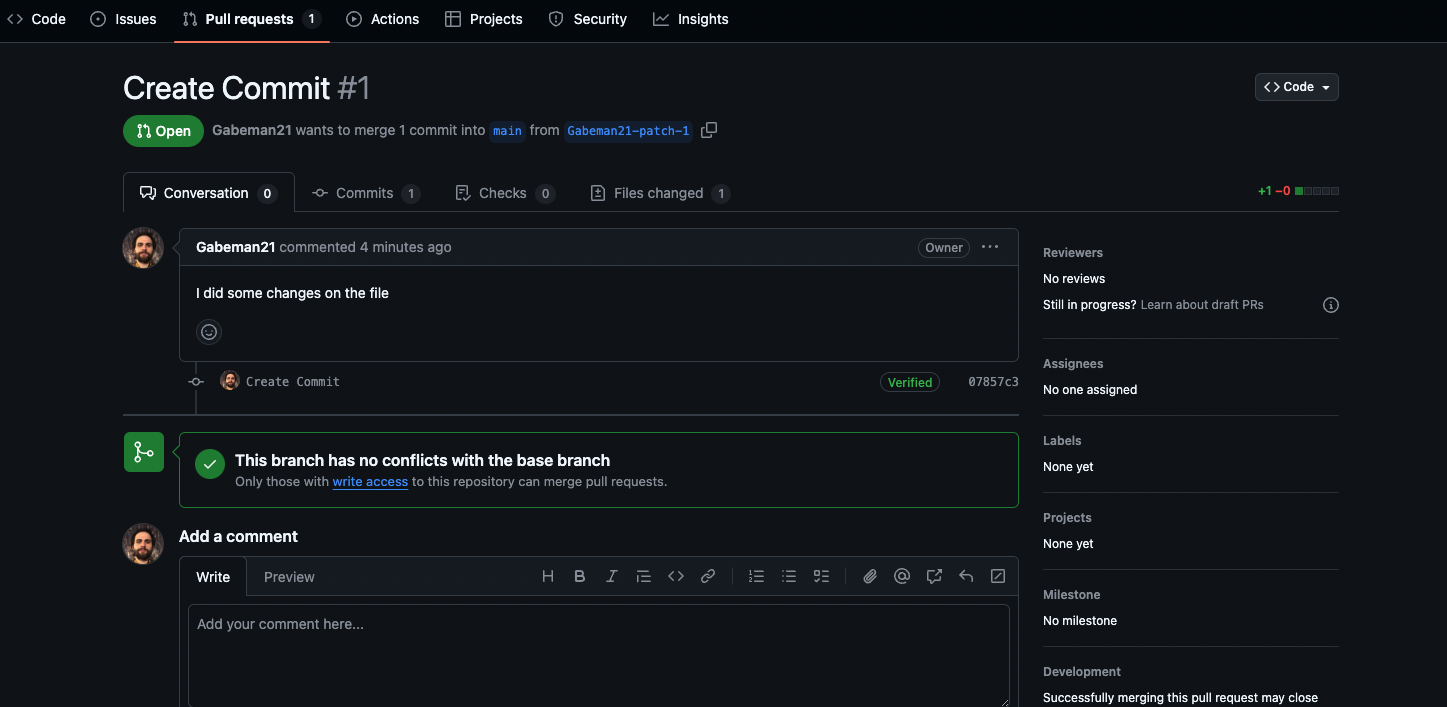 Code Issues Pull requests 1 Actions Projects Security Insights
Create Commit #1
Code
Open Gabeman21 wants to merge 1 commit into main from Gabeman21-patch-1
Conversation 0 Commits 1 Checks 0 Files changed 1
+1 −0
Gabeman21 commented 4 minutes ago
Owner
I did some changes on the file
Create Commit
Verified
07857c3
This branch has no conflicts with the base branch
Only those with write access to this repository can merge pull requests.
Add a comment
Write Preview
Add your comment here...
Reviewers
No reviews
Still in progress? Learn about draft PRs
Assignees
No one assigned
Labels
None yet
Projects
None yet
Milestone
No milestone
Development
Successfully merging this pull request may close